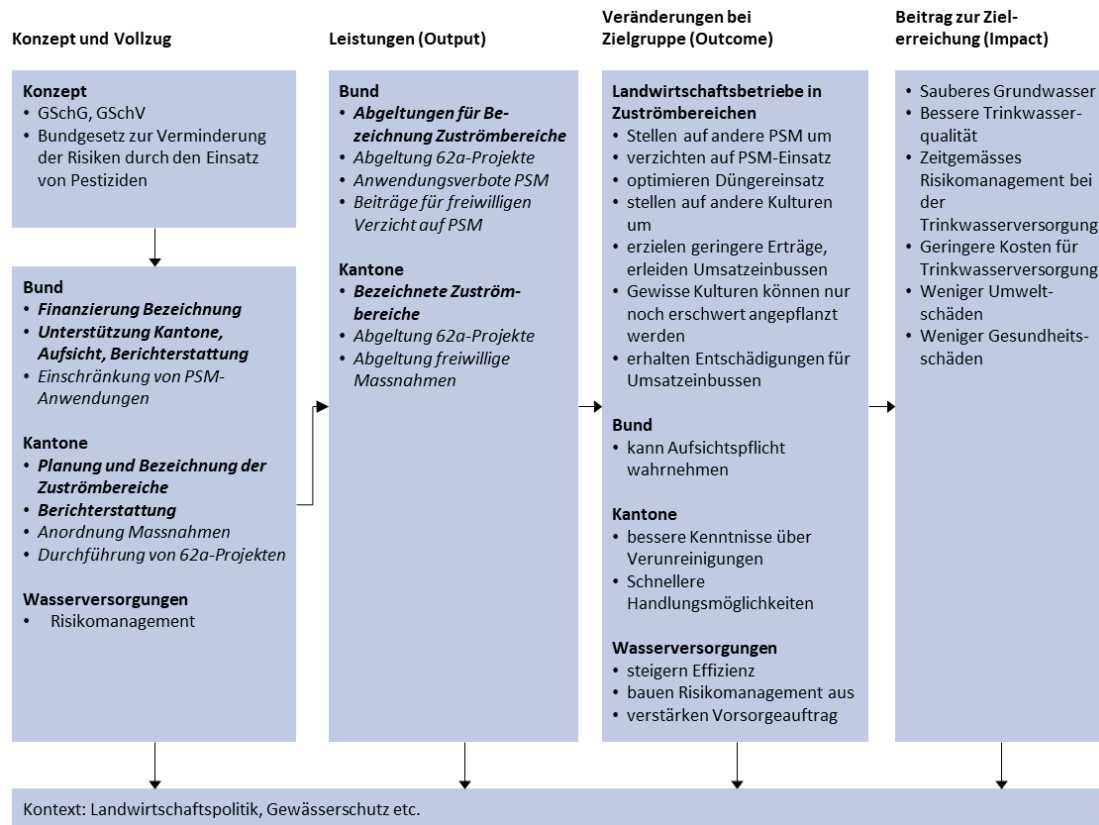 Konzept und Vollzug
Leistungen (Output)
Veränderungen bei
Zielgruppe (Outcome)
Beitrag zur Ziel-
erreichung (Impact)
Konzept
• GSchG, GSchV
• Bundgesetz zur Verminderung
der Risiken durch den Einsatz
von Pestiziden
Bund
• Finanzierung Bezeichnung
• Unterstützung Kantone,
Aufsicht, Berichterstattung
• Einschränkung von PSM-
Anwendungen
Kantone
• Planung und Bezeichnung der
Zuströmbereiche
• Berichterstattung
• Anordnung Massnahmen
• Durchführung von 62a-Projekten
Wasserversorgungen
• Risikomanagement
Bund
• Abgeltungen für Be-
zeichnung Zuströmbereiche
• Abgeltung 62a-Projekte
• Anwendungsverbote PSM
• Beiträge für freiwilligen
Verzicht auf PSM
Kantone
• Bezeichnete Zuström-
bereiche
• Abgeltung 62a-Projekte
• Abgeltung freiwillige
Massnahmen
Landwirtschaftsbetriebe in
Zuströmbereichen
• Stellen auf andere PSM um
• verzichten auf PSM-Einsatz
• optimieren Düngereinsatz
• stellen auf andere Kulturen
um
• erzielen geringere Erträge,
erleiden Umsatzeinbussen
• Gewisse Kulturen können nur
noch erschwert angepflanzt
werden
• erhalten Entschädigungen für
Umsatzeinbussen
Bund
• kann Aufsichtspflicht
wahrnehmen
Kantone
• bessere Kenntnisse über
Verunreinigungen
• Schnellere
Handlungsmöglichkeiten
Wasserversorgungen
• steigern Effizienz
• bauen Risikomanagement aus
• verstärken Vorsorgeauftrag
• Sauberes Grundwasser
• Bessere Trinkwasser-
qualität
• Zeitgemässes
Risikomanagement bei
der
Trinkwasserversorgung
• Geringere Kosten für
Trinkwasserversorgung
• Weniger Umwelt-
schäden
• Weniger Gesundheits-
schäden
Kontext: Landwirtschaftspolitik, Gewässerschutz etc.